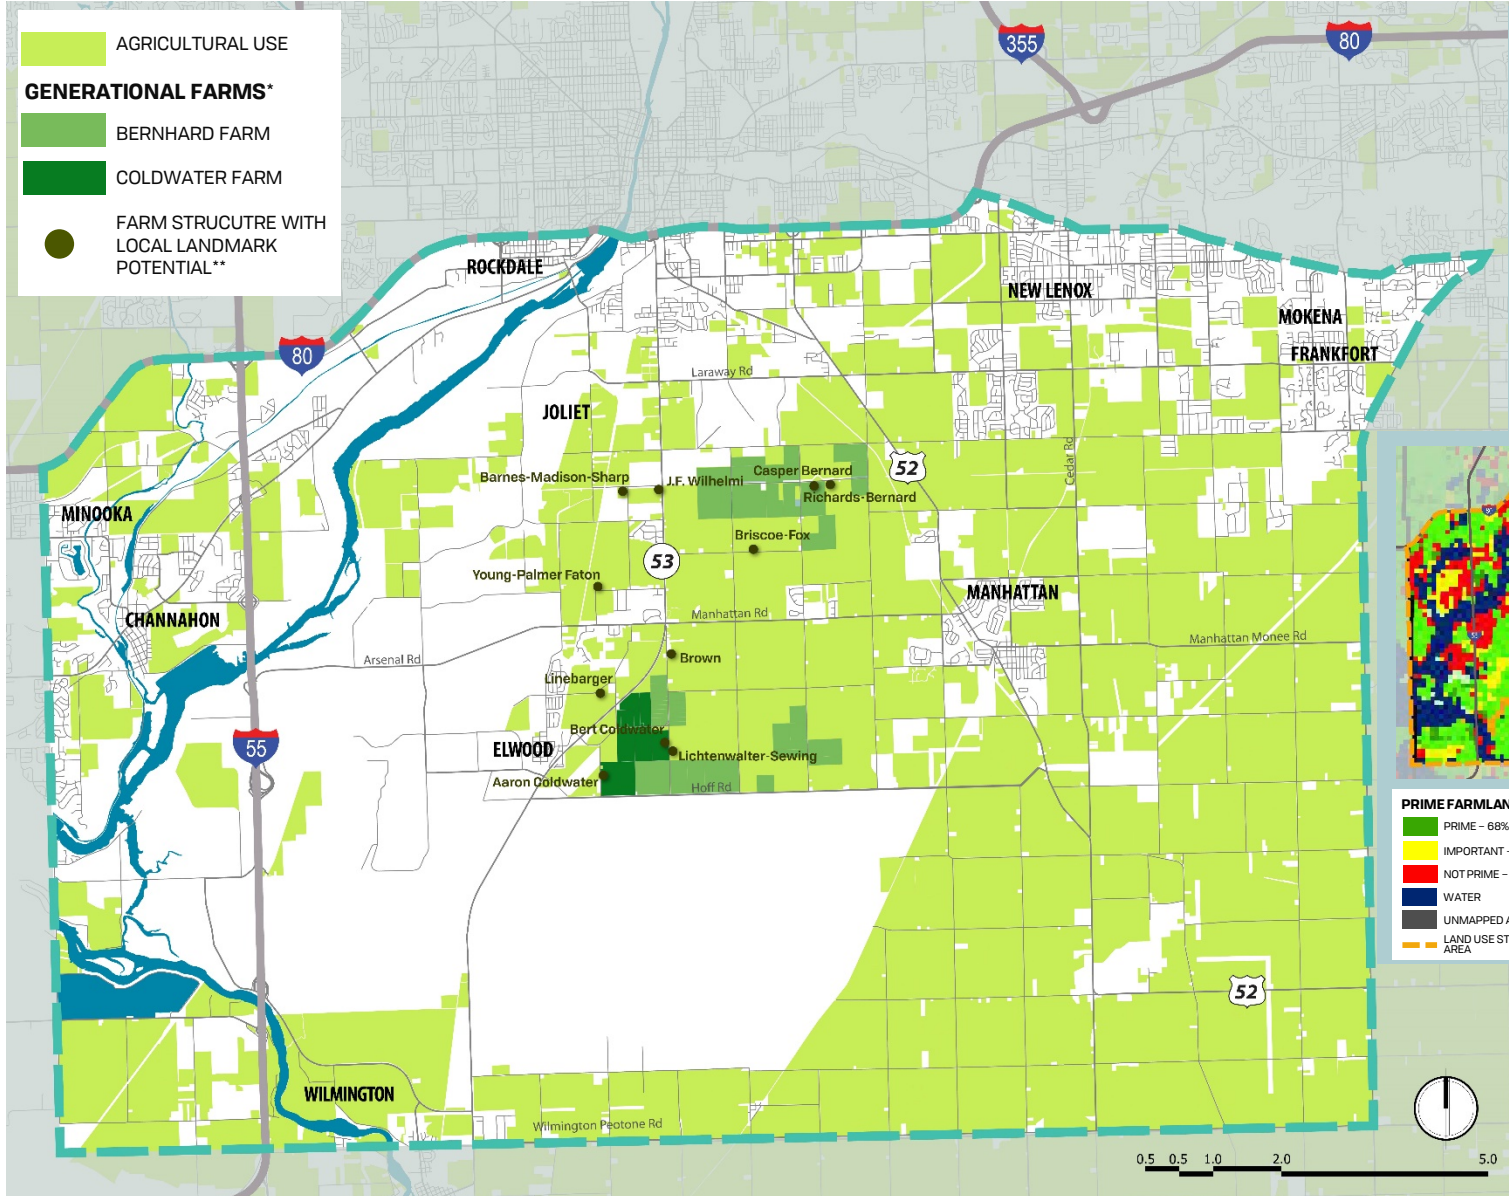 AGRICULTURAL USE
GENERATIONAL FARMS*
BERNHARD FARM
COLDWATER FARM
FARM STRUCUTRE WITH
LOCAL LANDMARK
POTENTIAL**
355
80
ROCKDALE
NEW LENOX
MOKENA
FRANKFORT
80
Laraway Rd
JOLIET
Cedar Rd
52
Casper Bernard
Barnes-Madison-Sharp
J.F. Wilhelmi
Richards-Bernard
MINOOKA
Briscoe-Fox
53
Young-Palmer Faton
MANHATTAN
CHANNAHON
Manhattan Rd
Manhattan Monee Rd
Arsenal Rd
Brown
Linebarger
Bert Coldwater
55
ELWOOD
Lichtenwalter-Sewing
Aaron Coldwater
Hoff Rd
55
PRIME FARMLAN
PRIME – 68%
IMPORTANT -
NOT PRIME –
WATER
UNMAPPED A
LAND USE ST
AREA
52
WILMINGTON
Wilmington Peotone Rd
0.5 0.5 1.0 2.0 5.0